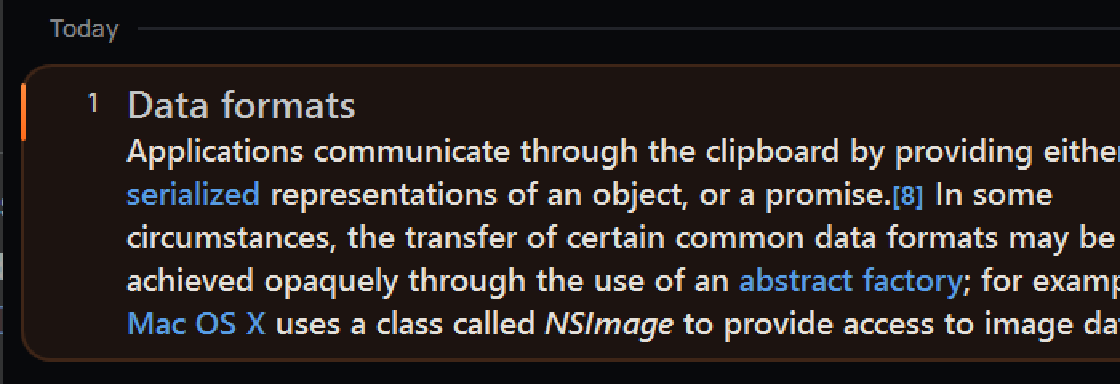 Today
1 Data formats
Applications communicate through the clipboard by providing either
serialized representations of an object, or a promise.[8] In some
circumstances, the transfer of certain common data formats may be
achieved opaquely through the use of an abstract factory; for
Mac OS X uses a class called NSImage to provide access to image